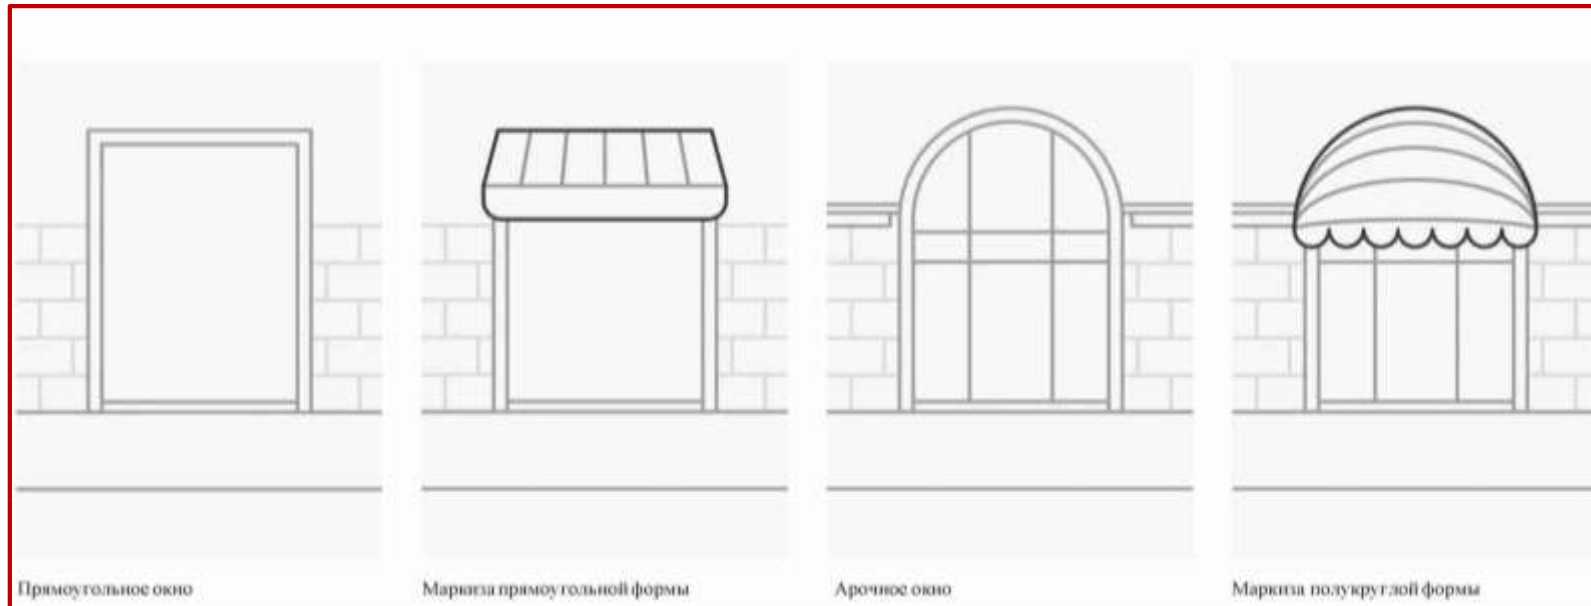 Прямоугольное окно
Маркиза прямоугольной формы
Арочное окно
Маркиза полукруглой формы